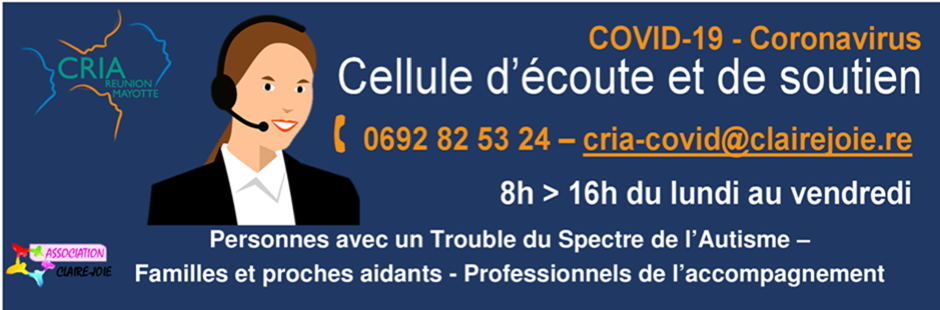 CRIA
REUNION
MAYOTTE
COVID-19 - Coronavirus
Cellule d'écoute et de soutien
0692 82 53 24 – cria-covid@clairejoie.re
8h > 16h du lundi au vendredi
Personnes avec un Trouble du Spectre de l'Autisme –
Familles et proches aidants - Professionnels de l'accompagnement
ASSOCIATION
CLAIRE JOIE